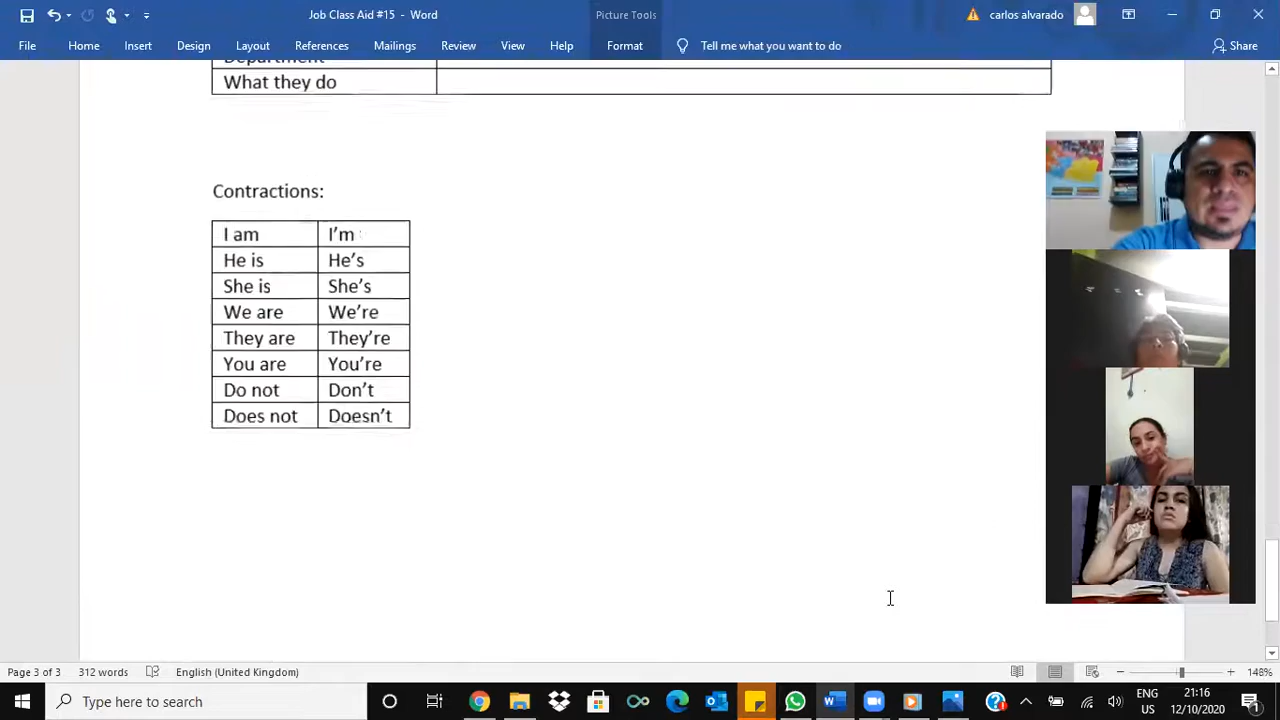 Job Class Aid #15 - Word
Picture Tools
carlos alvarado
File Home Insert Design Layout References Mailings Review View Help Format Tell me what you want to do Share
Department
What they do
Contractions:
I am I'm
He is He's
She is She's
We are We're
They are They're
You are You're
Do not Don't
Does not Doesn't
Page 3 of 3 312 words English (United Kingdom) 148%
Type here to search
ENG 21:16
US 12/10/2020